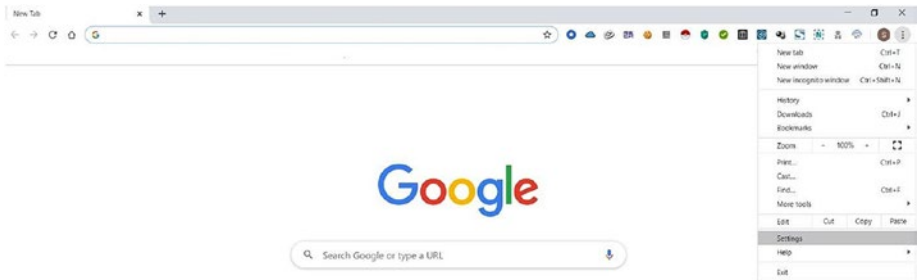 New Tab
New tab Ctrl+T
New window Ctrl+N
New incognito window Ctrl+Shift+N
History
Downloads Ctrl+J
Bookmarks
Zoom - 100% + 
Print... Ctrl+P
Cast...
Find... Ctrl+F
More tools
Edit Cut Copy Paste
Google
Settings
Search Google or type a URL
Help
Exit